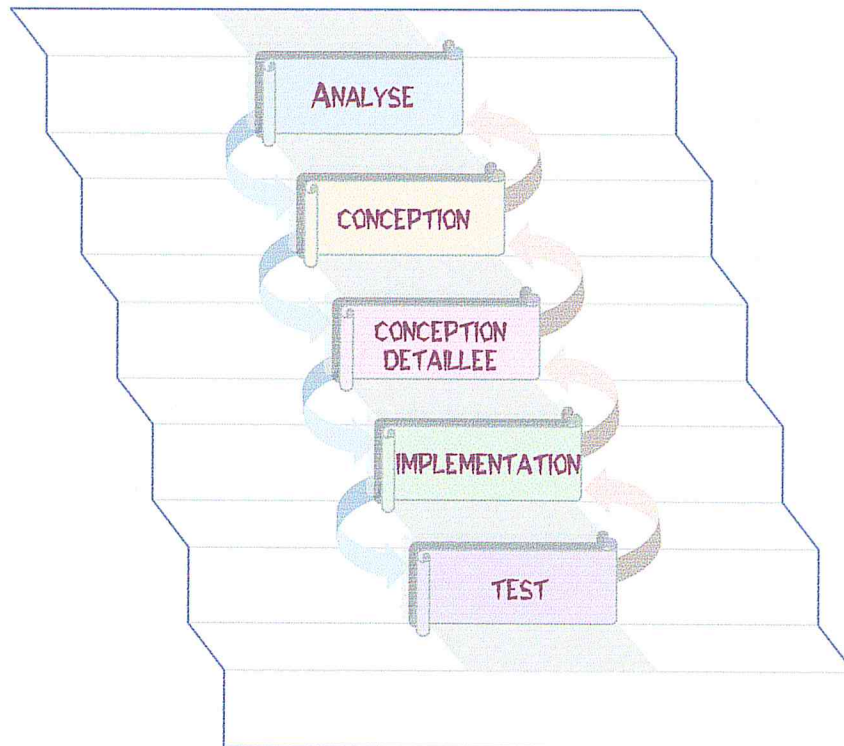 ANALYSE
CONCEPTION
CONCEPTION
DETAILLEE
IMPLEMENTATION
TEST